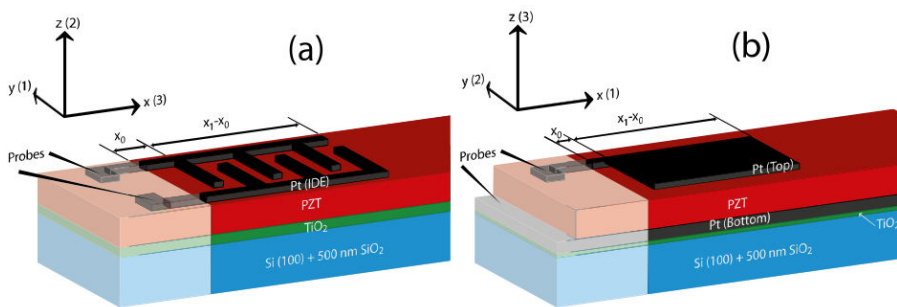 z (2)
(a)
y (1)
x (3)
x₀
x₁-x₀
Probes
Pt (IDE)
PZT
TiO₂
Si (100) + 500 nm SiO₂
z (3)
(b)
y (2)
x (1)
x₀
x₁-x₀
Probes
Pt (Top)
PZT
Pt (Bottom)
TiO₂
Si (100) + 500 nm SiO₂